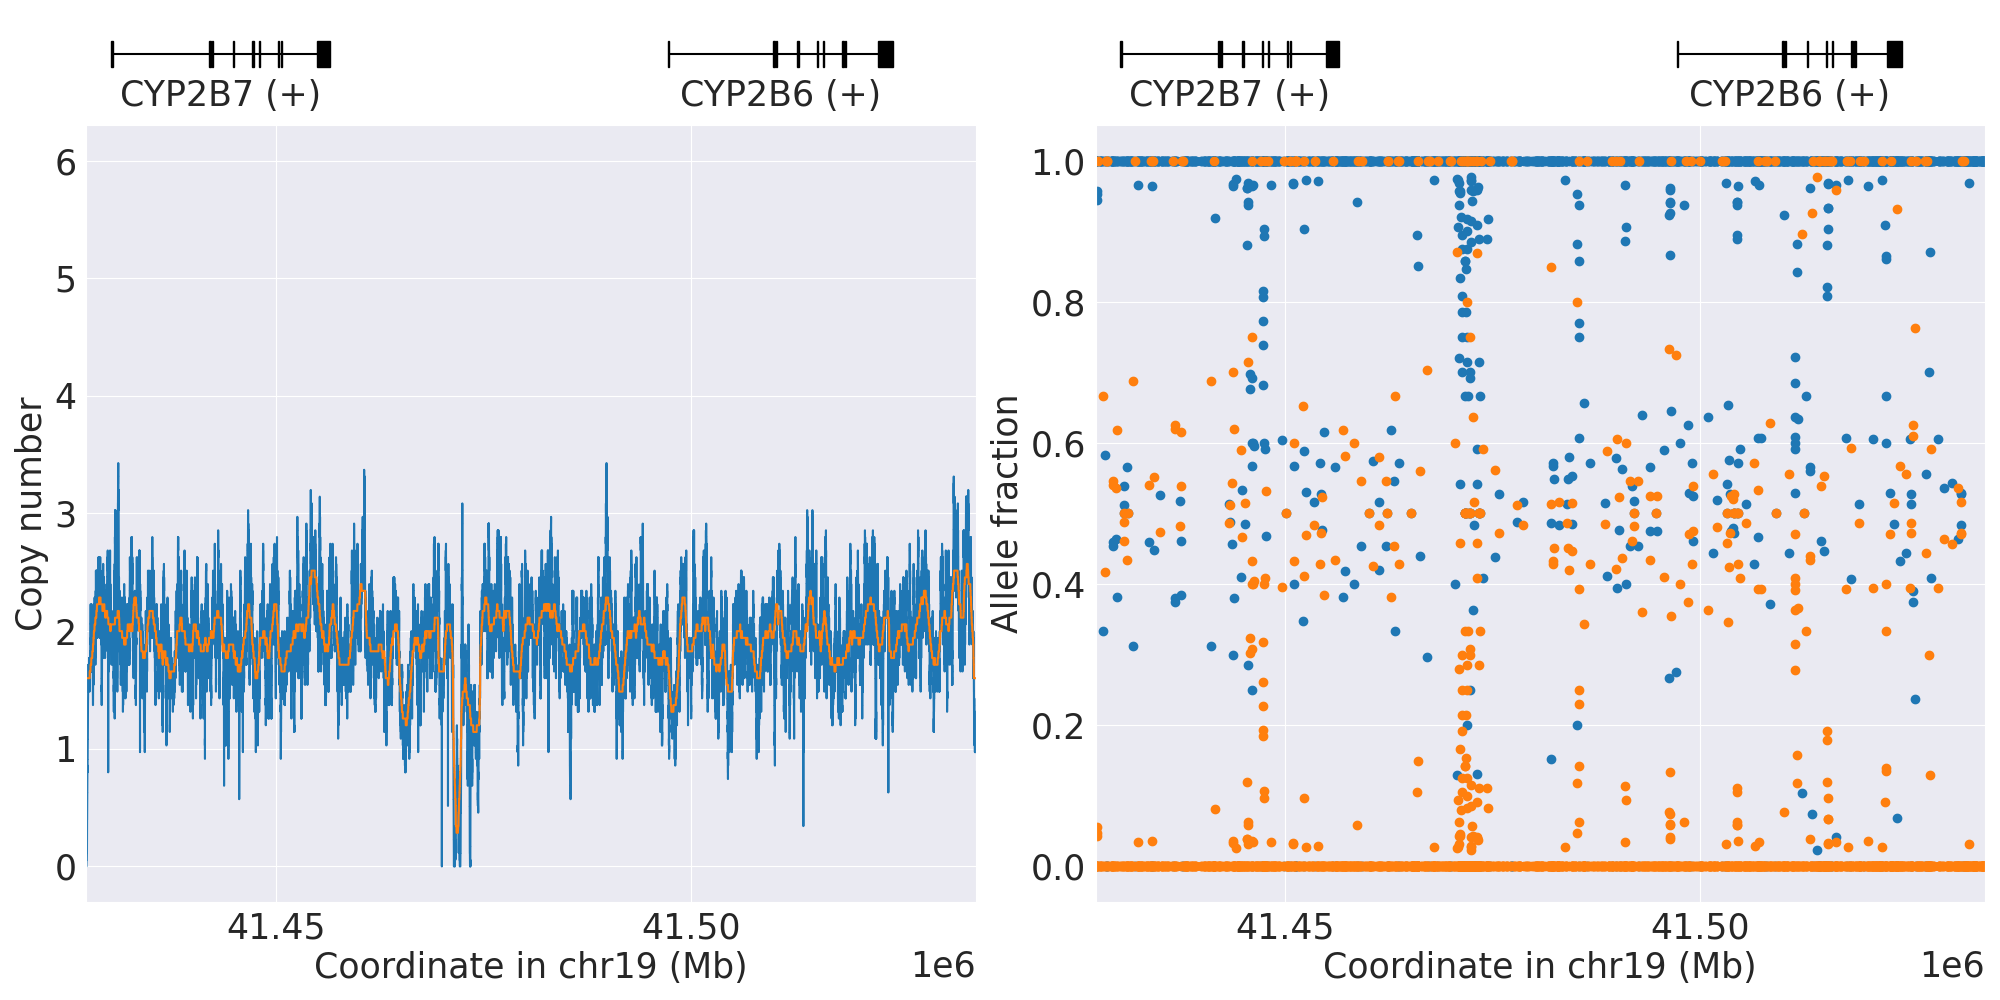 CYP2B7 (+)
CYP2B6 (+)
Copy number
6
5
4
3
2
1
0
41.45
41.50
Coordinate in chr19 (Mb)
1e6
CYP2B7 (+)
CYP2B6 (+)
Allele fraction
1.0
0.8
0.6
0.4
0.2
0.0
41.45
41.50
Coordinate in chr19 (Mb)
1e6